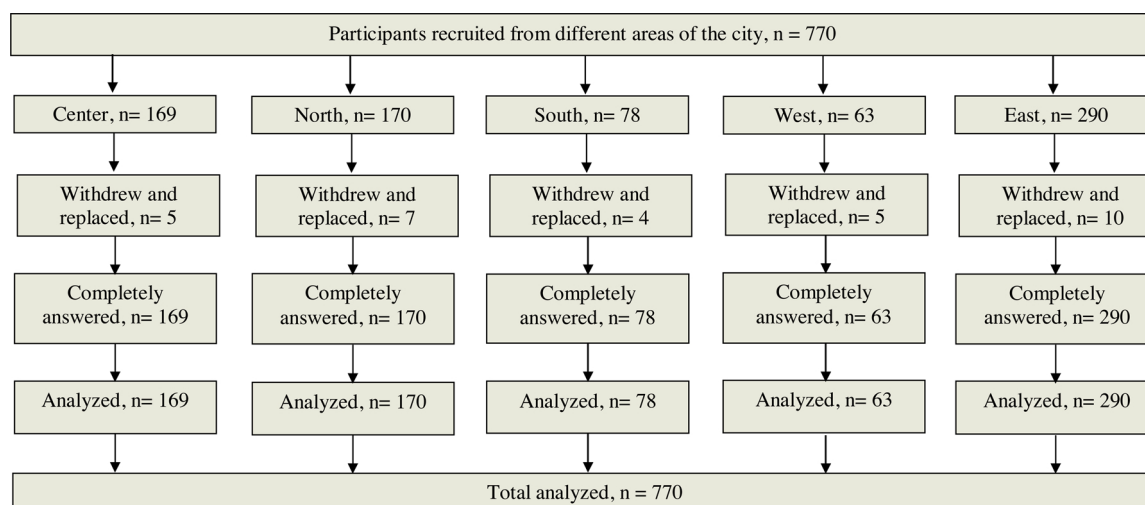 Participants recruited from different areas of the city, n = 770
Center, n= 169
North, n= 170
South, n= 78
West, n= 63
East, n= 290
Withdrew and
replaced, n= 5
Withdrew and
replaced, n= 7
Withdrew and
replaced, n= 4
Withdrew and
replaced, n= 5
Withdrew and
replaced, n= 10
Completely
answered, n= 169
Completely
answered, n= 170
Completely
answered, n= 78
Completely
answered, n= 63
Completely
answered, n= 290
Analyzed, n= 169
Analyzed, n= 170
Analyzed, n= 78
Analyzed, n= 63
Analyzed, n= 290
Total analyzed, n = 770